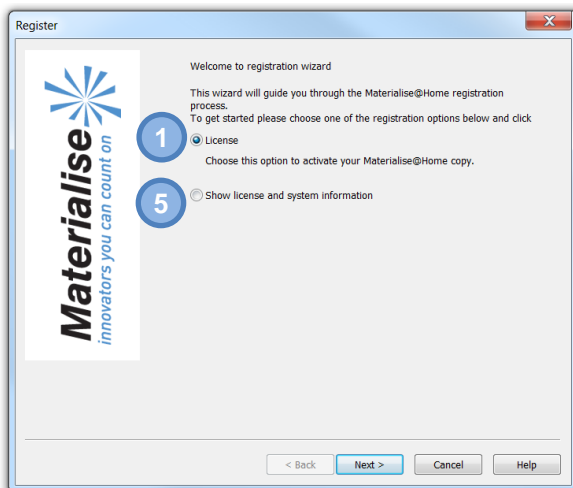 Register
X
Materialise
innovators you can count on
Welcome to registration wizard
This wizard will guide you through the Materialise@Home registration
process.
To get started please choose one of the registration options below and click
1
License
Choose this option to activate your Materialise@Home copy.
5
Show license and system information
< Back
Next >
Cancel
Help